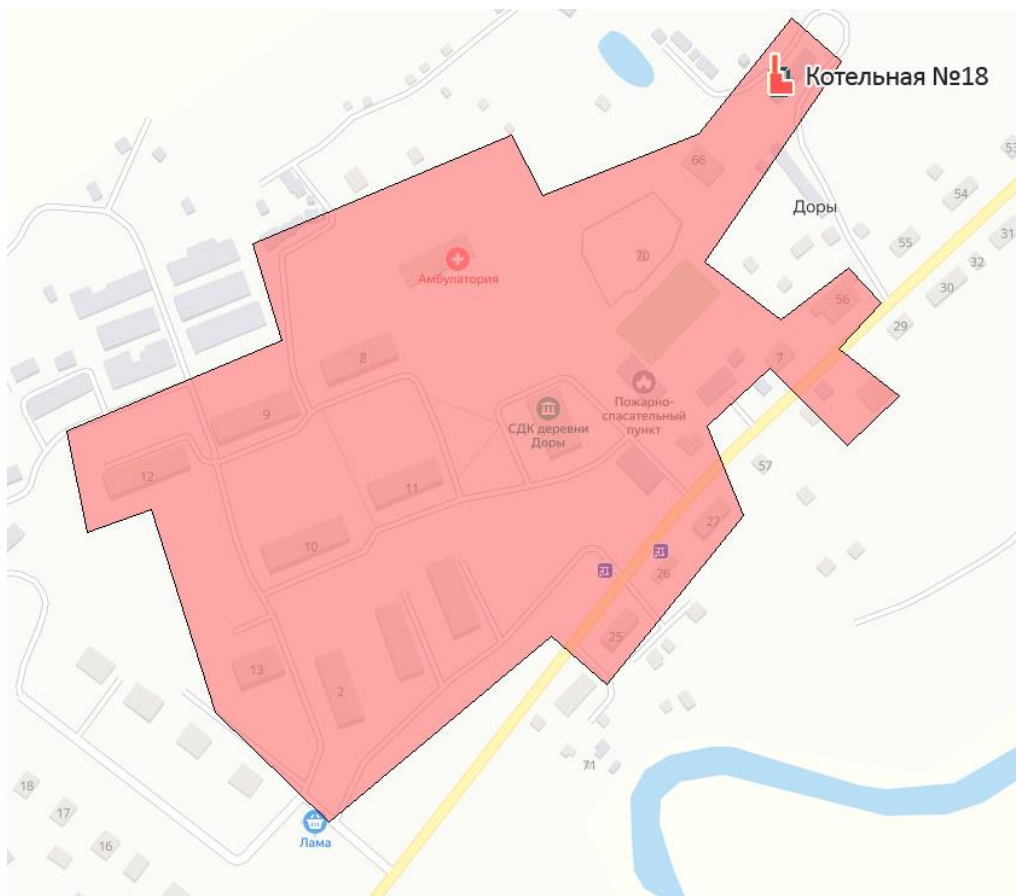 Котельная №18
53
66
54
Доры
31
55
70
32
Амбулатория
30
56
29
8
7
Пожарно-
спасательный
пункт
9
СДК деревни
Доры
12
57
11
27
10
26
25
13
2
71
18
17
Лама
16